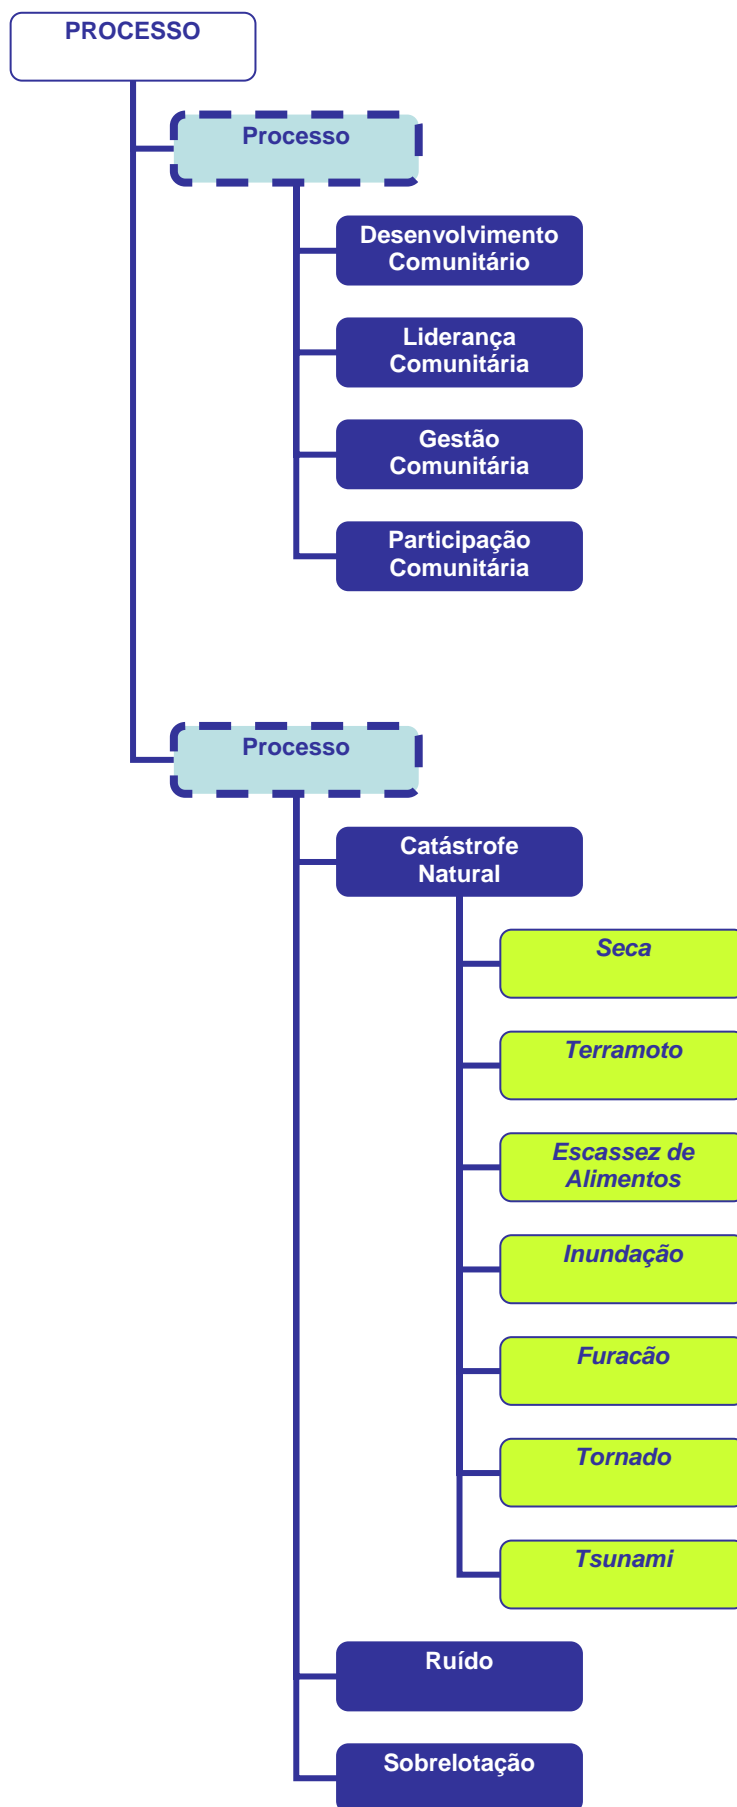 PROCESSO
Processo
Desenvolvimento
Comunitário
Liderança
Comunitária
Gestão
Comunitária
Participação
Comunitária
Processo
Catástrofe
Natural
Seca
Terramoto
Escassez de
Alimentos
Inundação
Furacão
Tornado
Tsunami
Ruído
Sobrelotação